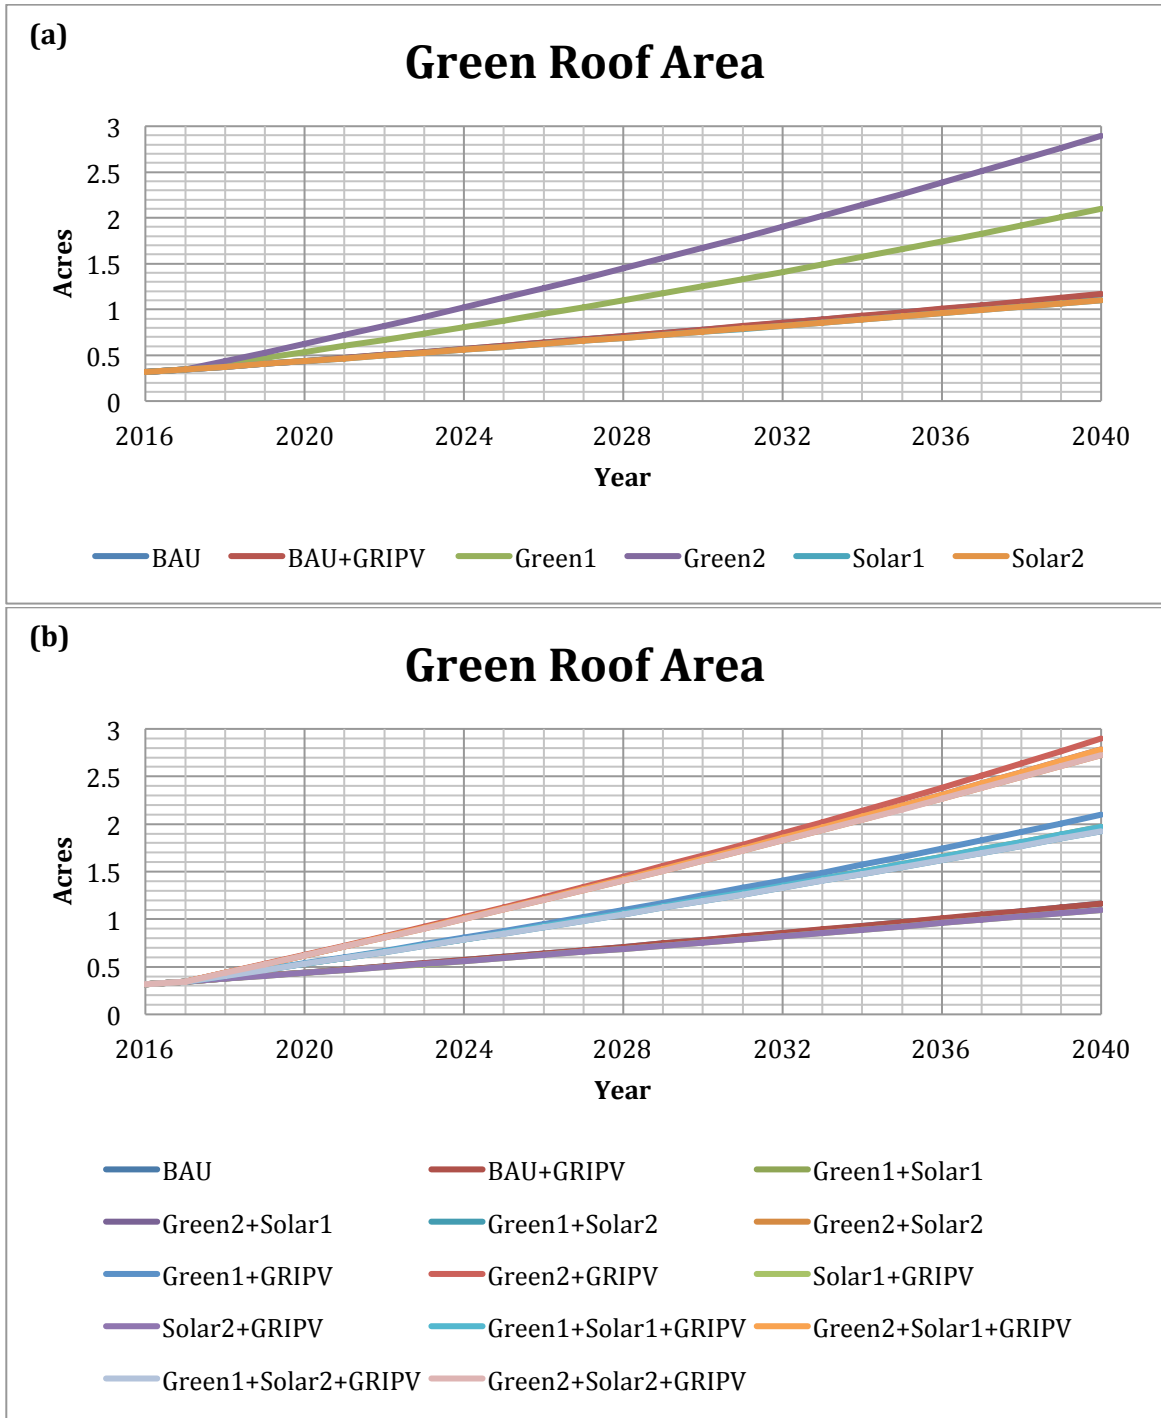 (a)
Green Roof Area
3
2.5
2
1.5
1
0.5
0
Acres
2016 2020 2024 2028 2032 2036 2040
Year
BAU BAU+GRIPV Green1 Green2 Solar1 Solar2
(b)
Green Roof Area
3
2.5
2
1.5
1
0.5
0
Acres
2016 2020 2024 2028 2032 2036 2040
Year
BAU BAU+GRIPV Green1+Solar1
Green2+Solar1 Green1+Solar2 Green2+Solar2
Green1+GRIPV Green2+GRIPV Solar1+GRIPV
Solar2+GRIPV Green1+Solar1+GRIPV Green2+Solar1+GRIPV
Green1+Solar2+GRIPV Green2+Solar2+GRIPV